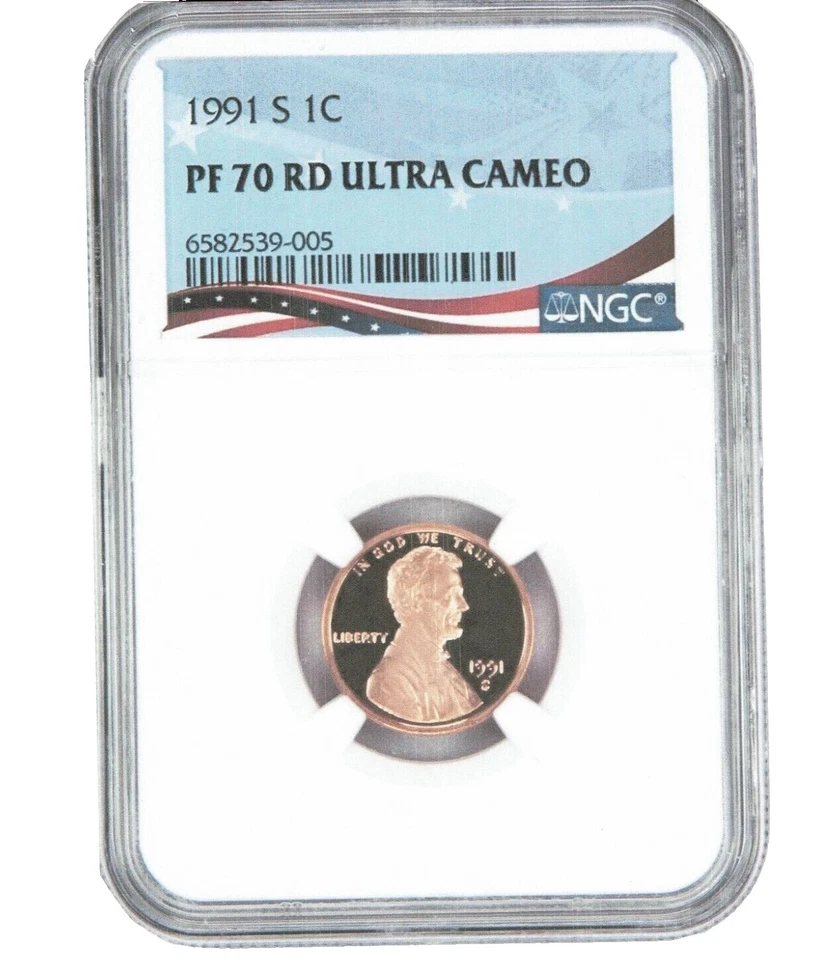 1991 S 1C
PF 70 RD ULTRA CAMEO
6582539-005
NGC®
IN GOD WE TRUST
LIBERTY
1991
S